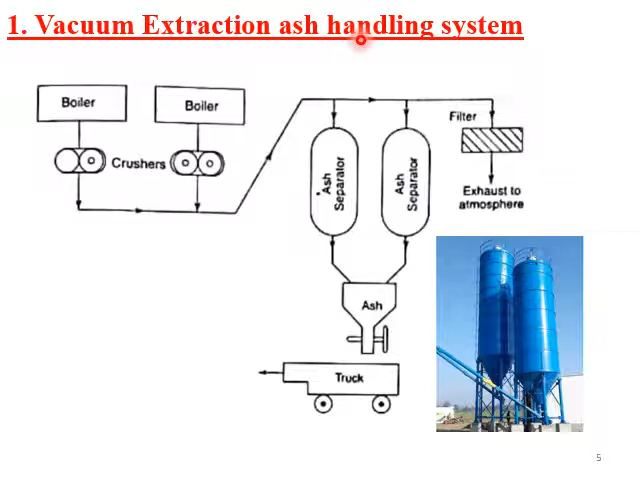 1. Vacuum Extraction ash handling system
Boiler
Boiler
Crushers
Filter
Ash
Separator
Ash
Separator
Exhaust to
atmosphere
Ash
Truck
5